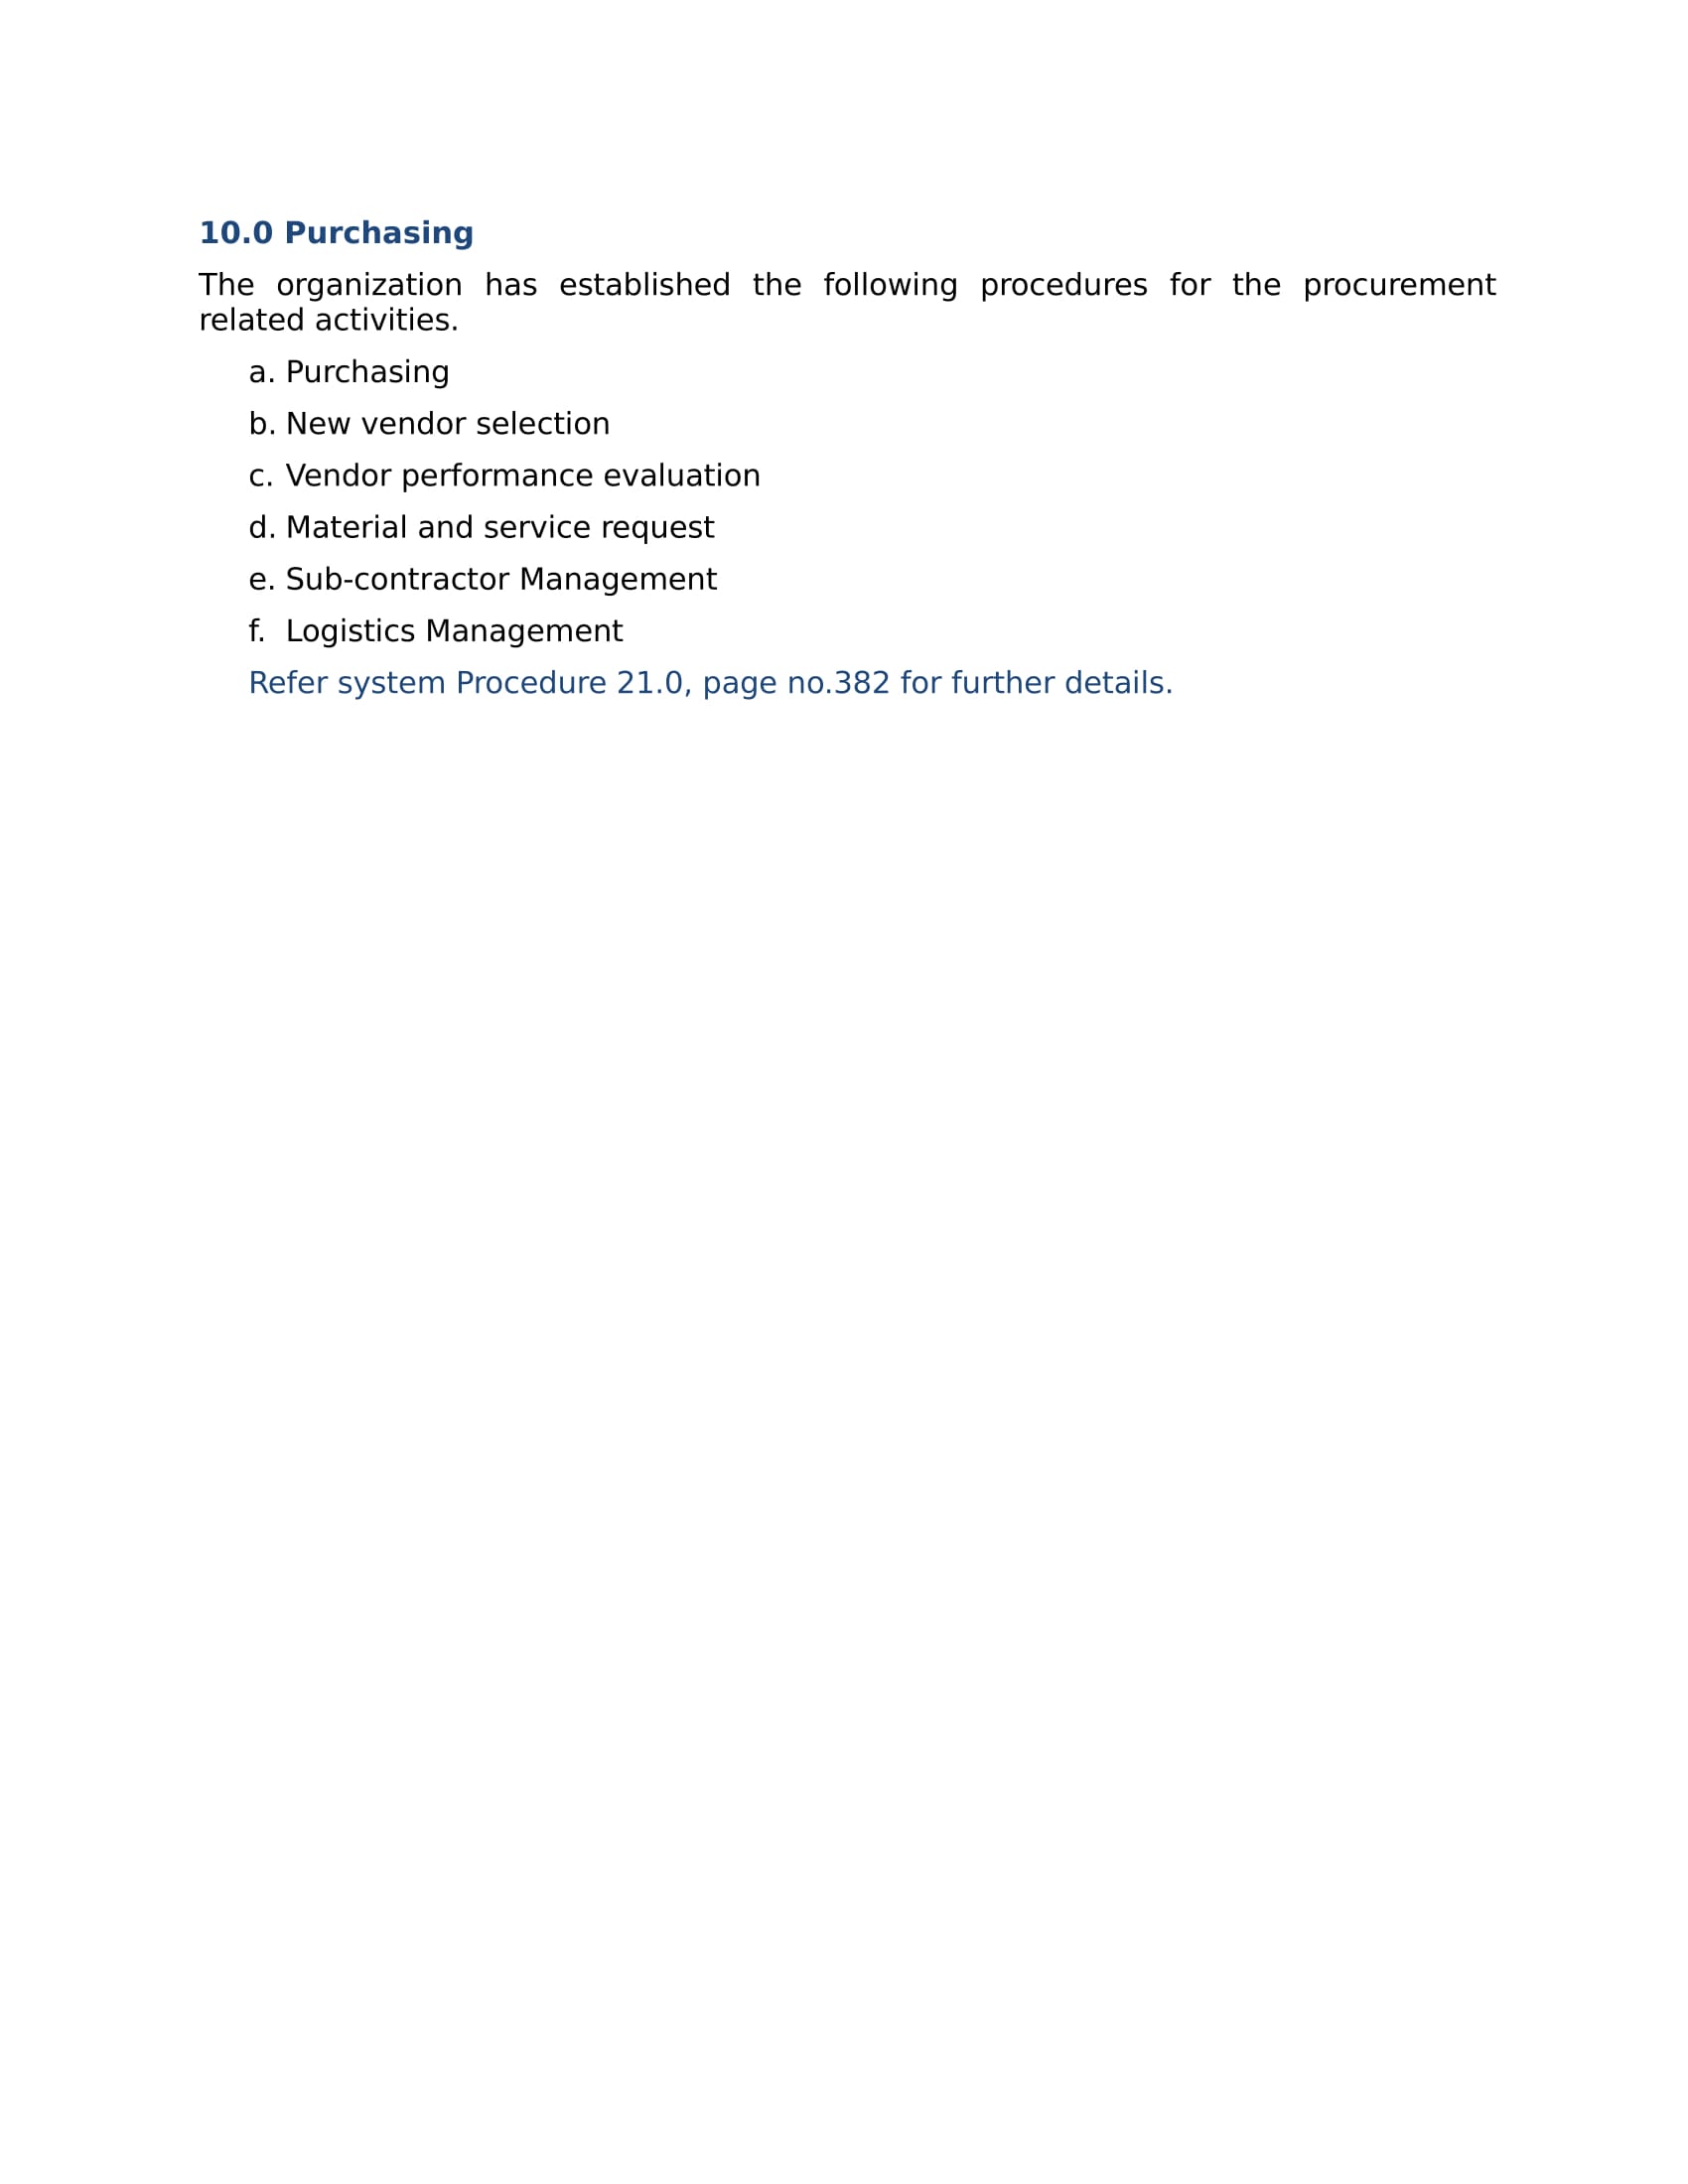 10.0 Purchasing
The organization has established the following procedures for the procurement
related activities.
a. Purchasing
b. New vendor selection
c. Vendor performance evaluation
d. Material and service request
e. Sub-contractor Management
f. Logistics Management
Refer system Procedure 21.0, page no.382 for further details.